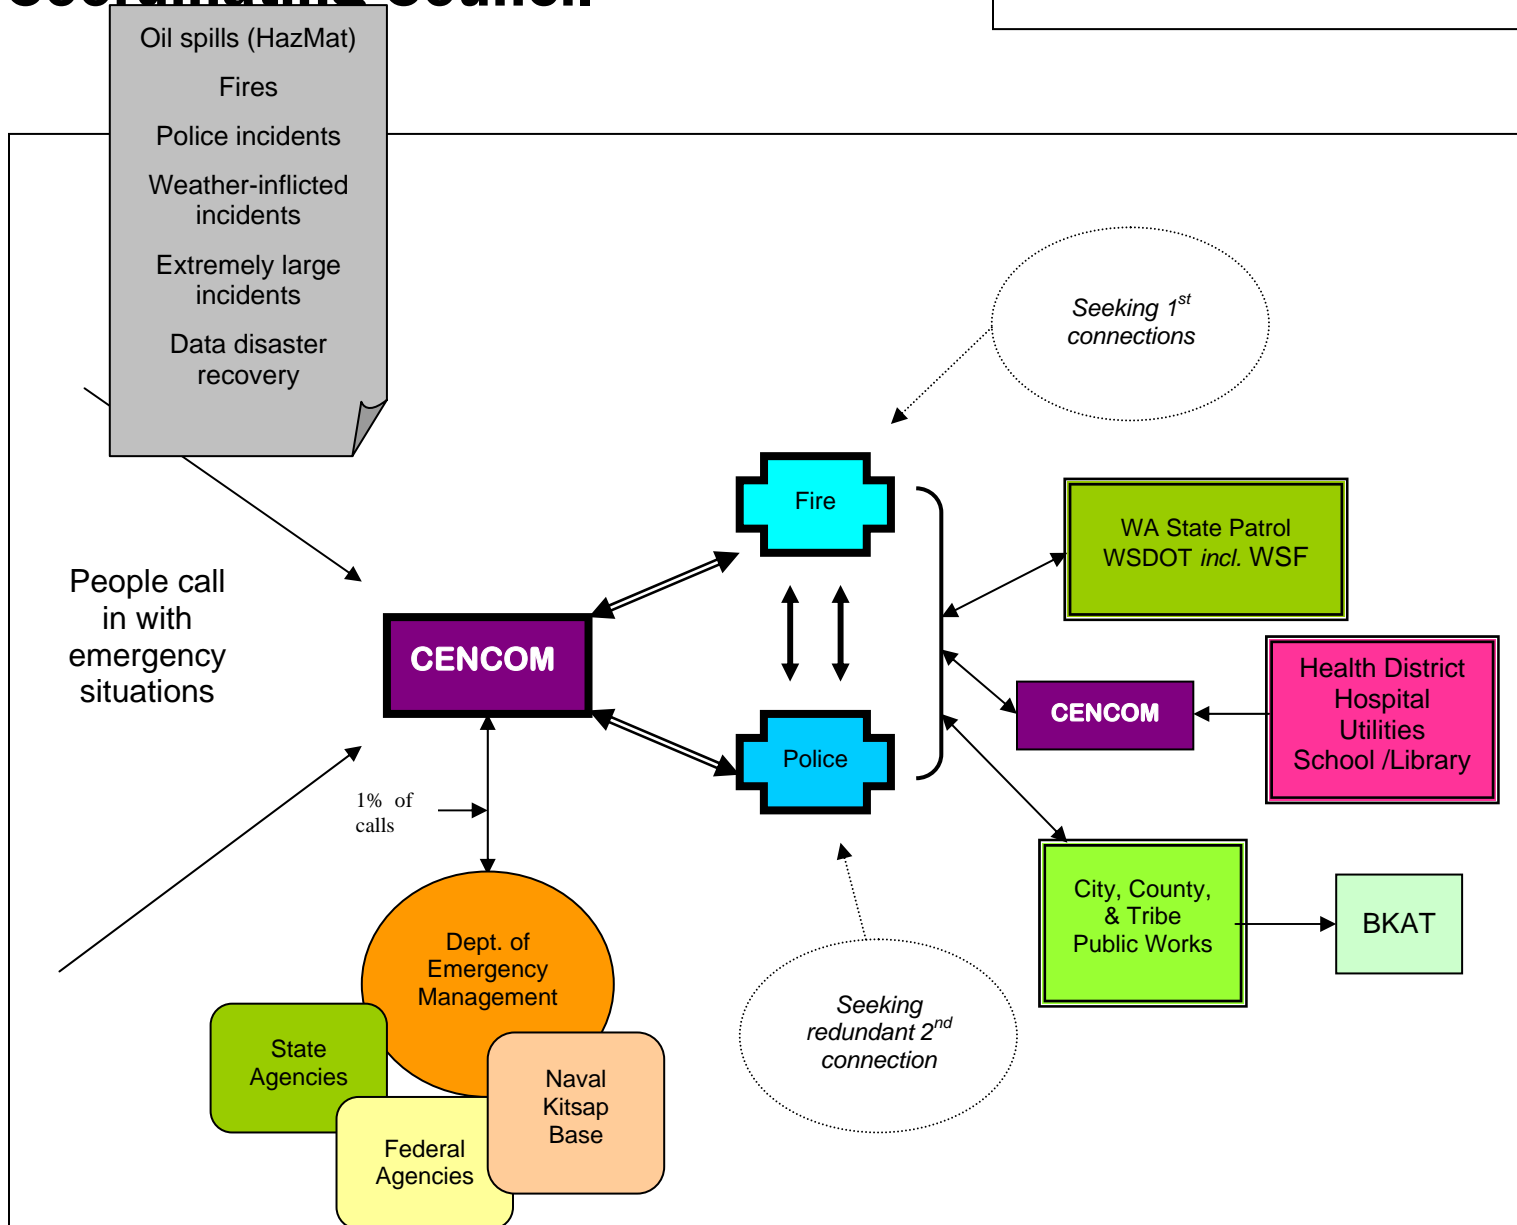 Coordinating Council
Oil spills (HazMat)
Fires
Police incidents
Weather-inflicted
incidents
Extremely large
incidents
Data disaster
recovery
Seeking 1st
connections
Fire
WA State Patrol
WSDOT incl. WSF
People call
in with
emergency
situations
CENCOM
Health District
Hospital
Utilities
School /Library
CENCOM
Police
1% of
calls
City, County,
& Tribe
Public Works
BKAT
Dept. of
Emergency
Management
Seeking
redundant 2nd
connection
State
Agencies
Naval
Kitsap
Base
Federal
Agencies